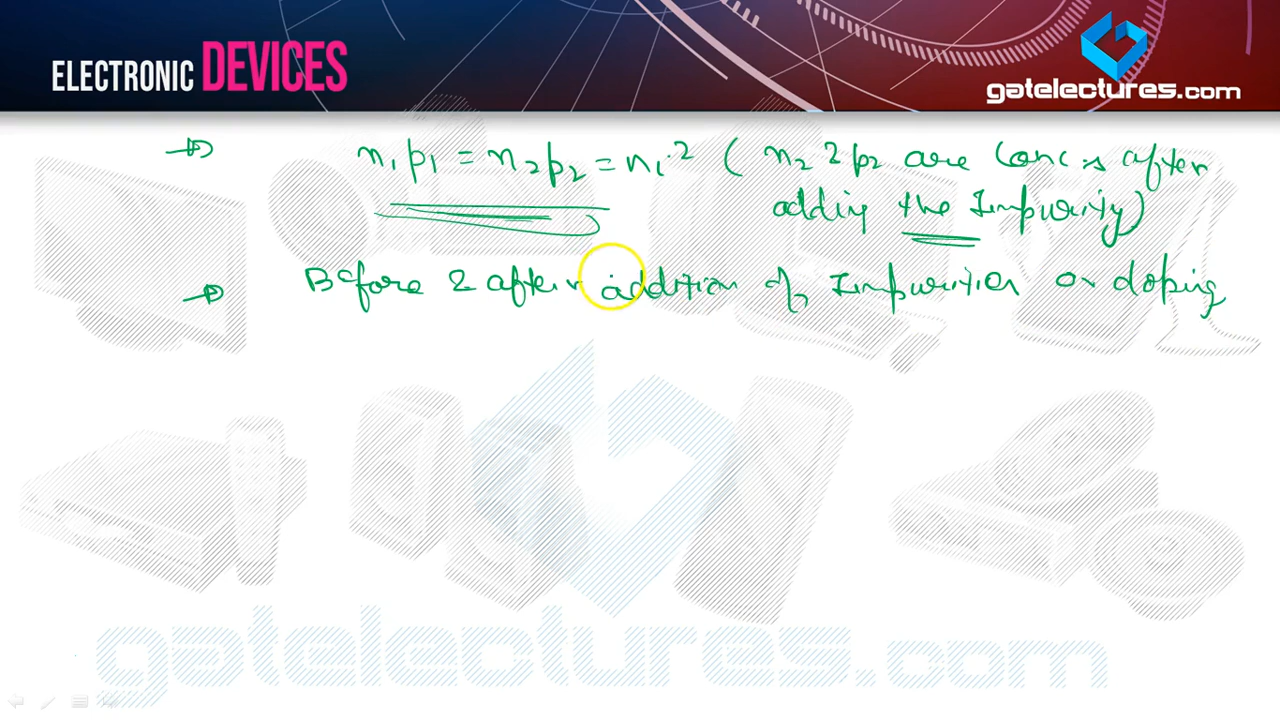 ELECTRONIC DEVICES
gatelectures.com
n₁p₁ = n₂p₂ = nᵢ² ( n₂ & p₂ are Conc.s after
adding the Impurity)
Before & after addition of Impurities or doping
gatelectures.com